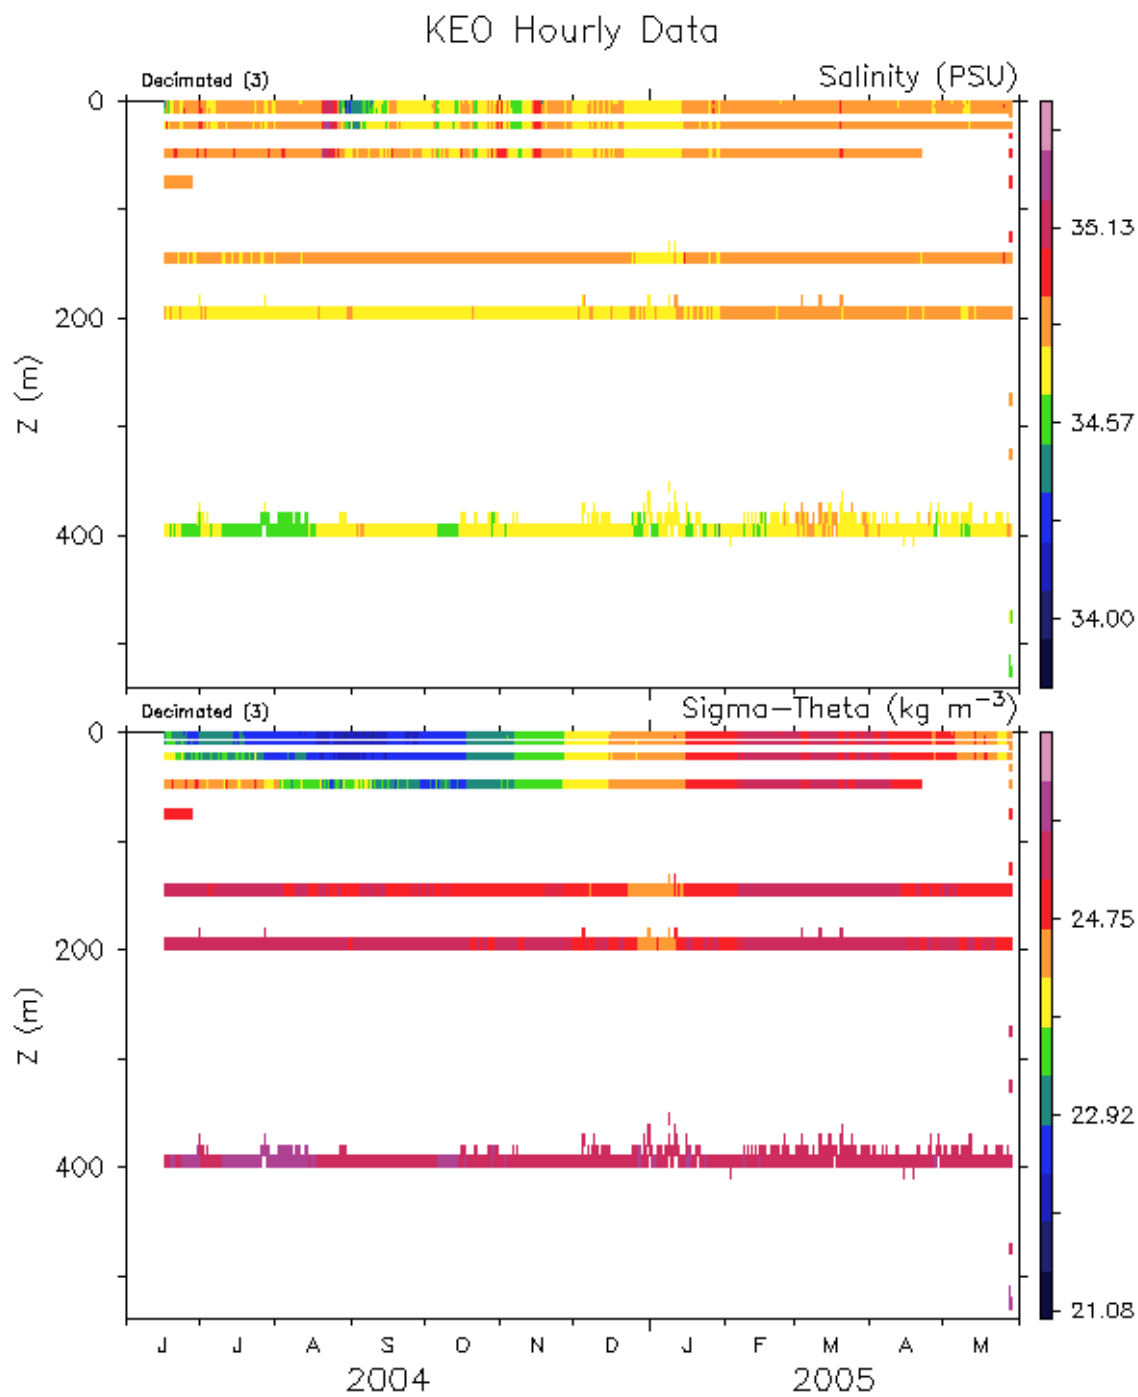 KEO Hourly Data
Decimated (3) Salinity (PSU)
0
200
400
Z (m)
35.13
34.57
34.00
Decimated (3) Sigma-Theta (kg m⁻³)
0
200
400
Z (m)
24.75
22.92
21.08
J J A S O N D J F M A M
2004 2005